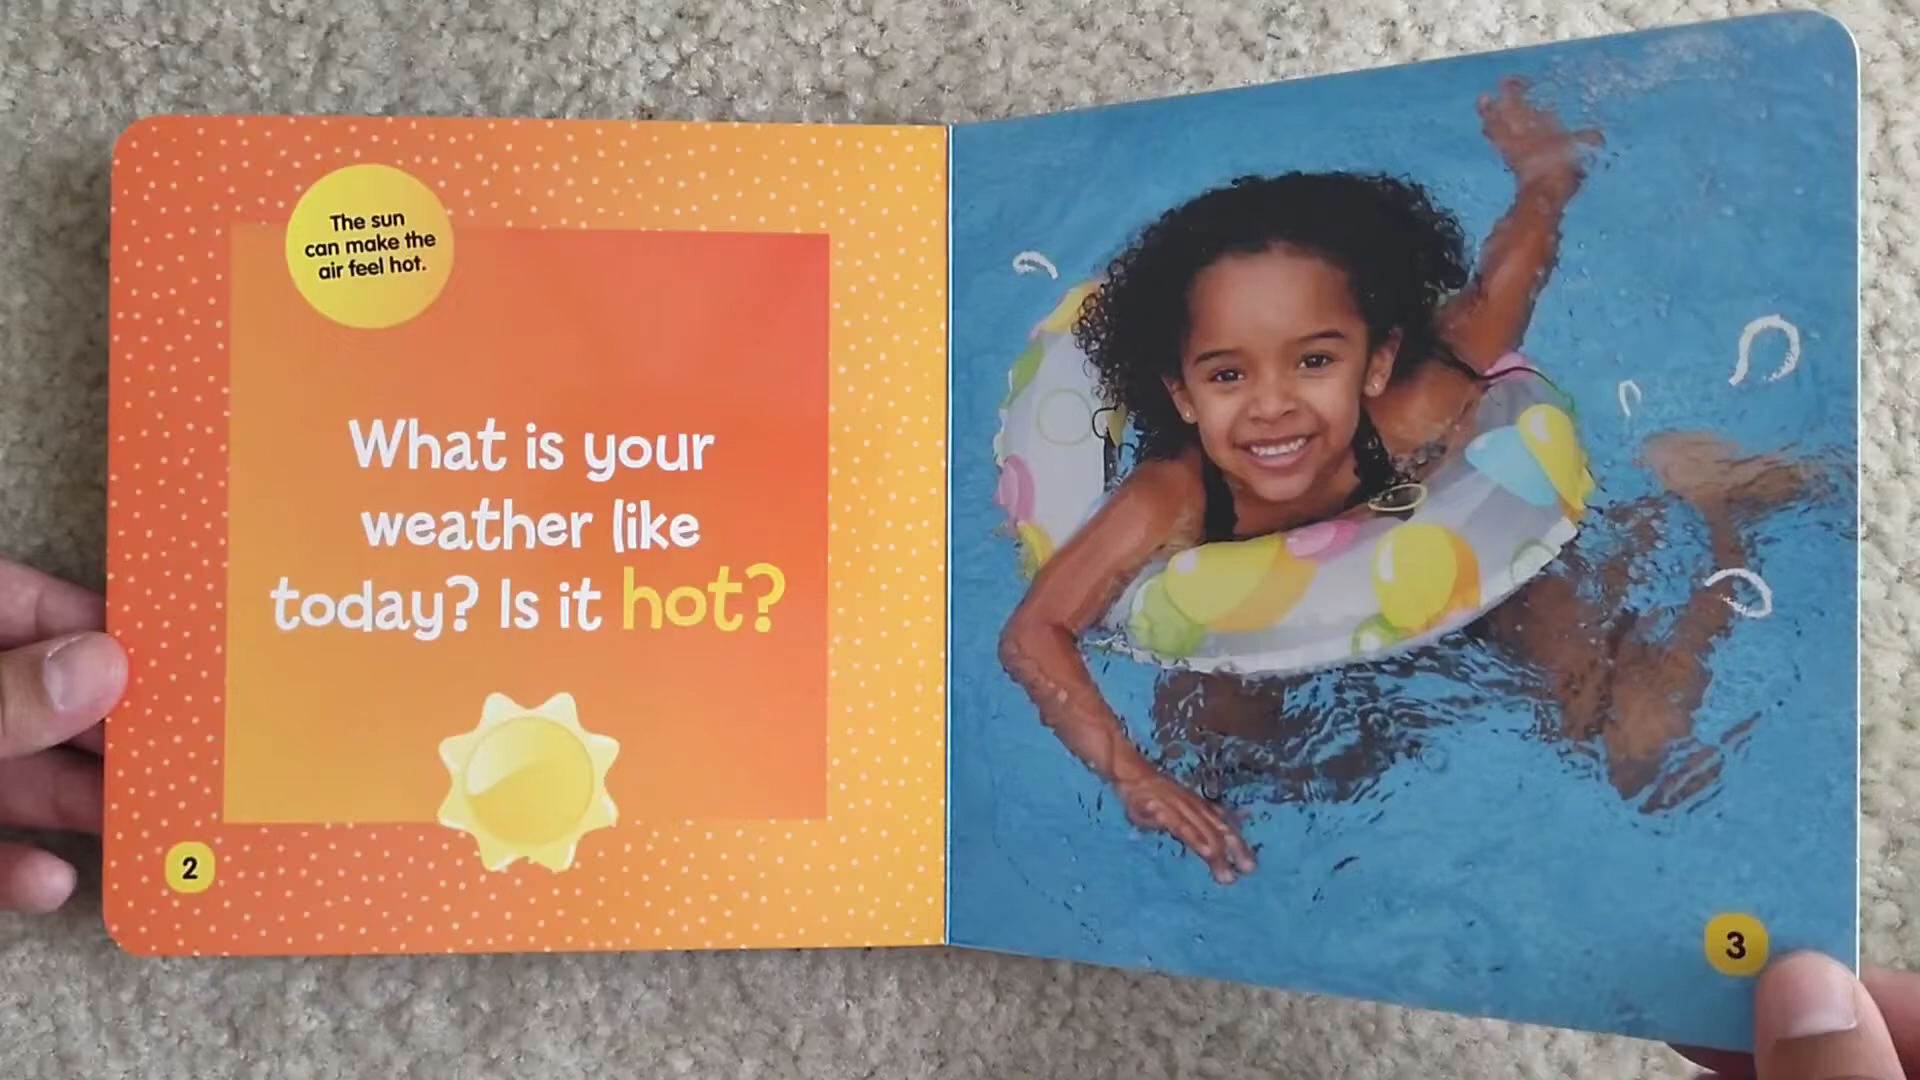 The sun
can make the
air feel hot.
What is your
weather like
today? Is it hot?
2
3